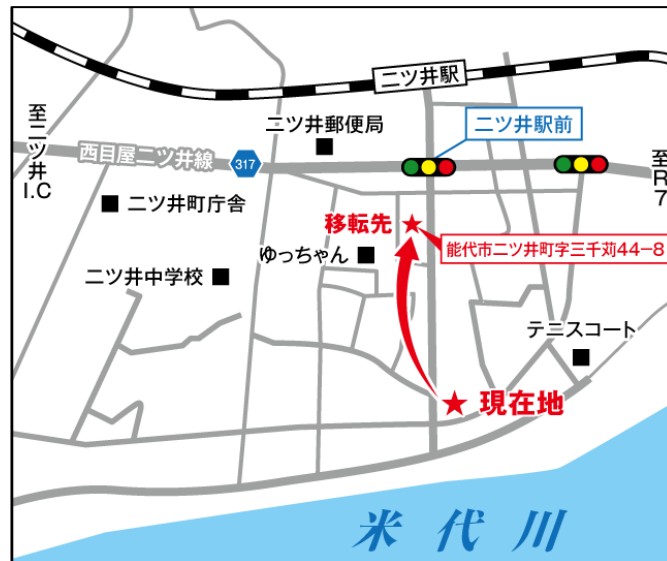 二ツ井駅
二ツ井郵便局
二ツ井駅前
至二ツ井I.C
西目屋二ツ井線
317
至R7
二ツ井町庁舎
移転先
能代市二ツ井町字三千苅44-8
ゆっちゃん
二ツ井中学校
テニスコート
現在地
米代川